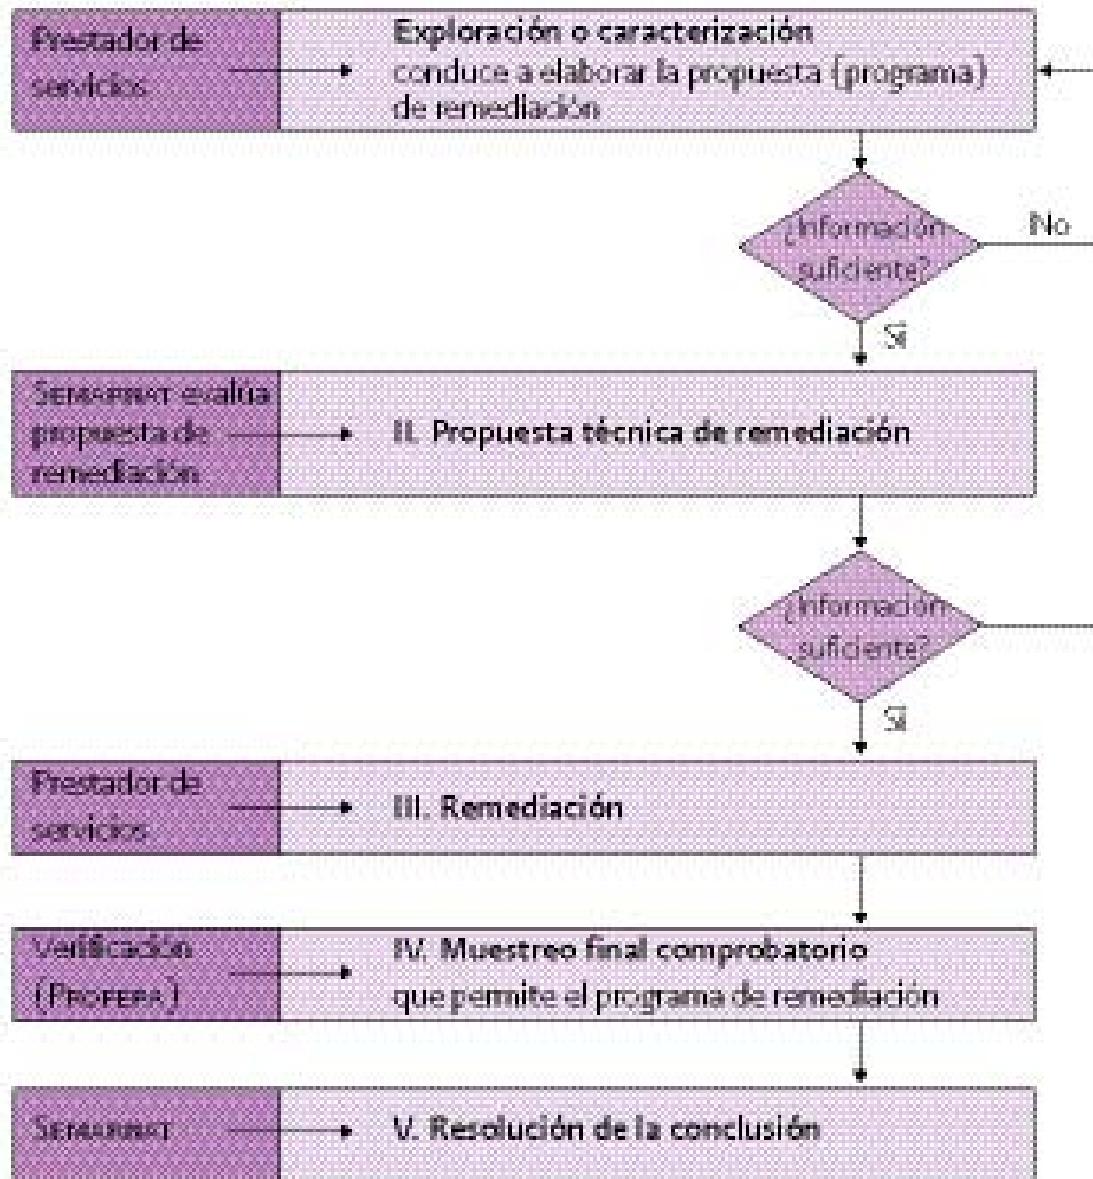 Prestador de
servicios
Exploración o caracterización
conduce a elaborar la propuesta (programa)
de remediación
¿Información
suficiente?
No
Sí
SEMARNAT evalúa
propuesta de
remediación
II. Propuesta técnica de remediación
¿Información
suficiente?
Sí
Prestador de
servicios
III. Remediación
Verificación
(PROFEPA)
IV. Muestreo final comprobatorio
que permite el programa de remediación
SEMARNAT
V. Resolución de la conclusión